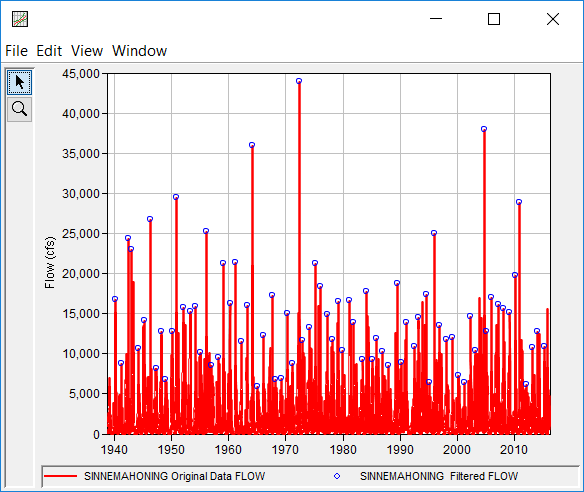 File Edit View Window
45,000
40,000
35,000
30,000
25,000
20,000
15,000
10,000
5,000
0
Flow (cfs)
1940 1950 1960 1970 1980 1990 2000 2010
SINNEMAHONING Original Data FLOW SINNEMAHONING Filtered FLOW